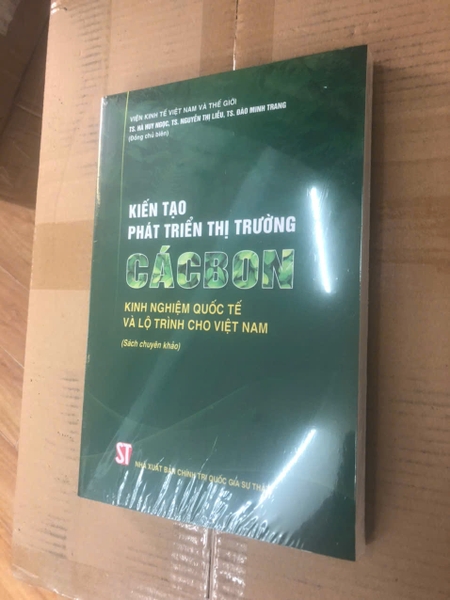 VIỆN KINH TẾ VIỆT NAM VÀ THẾ GIỚI
TS. HÀ HUY NGỌC, TS. NGUYỄN THỊ LIỄU, TS. ĐÀO MINH TRANG
(Đồng chủ biên)
KIẾN TẠO
PHÁT TRIỂN THỊ TRƯỜNG
CÁCBON
KINH NGHIỆM QUỐC TẾ
VÀ LỘ TRÌNH CHO VIỆT NAM
(Sách chuyên khảo)
ST
NHÀ XUẤT BẢN CHÍNH TRỊ QUỐC GIA SỰ